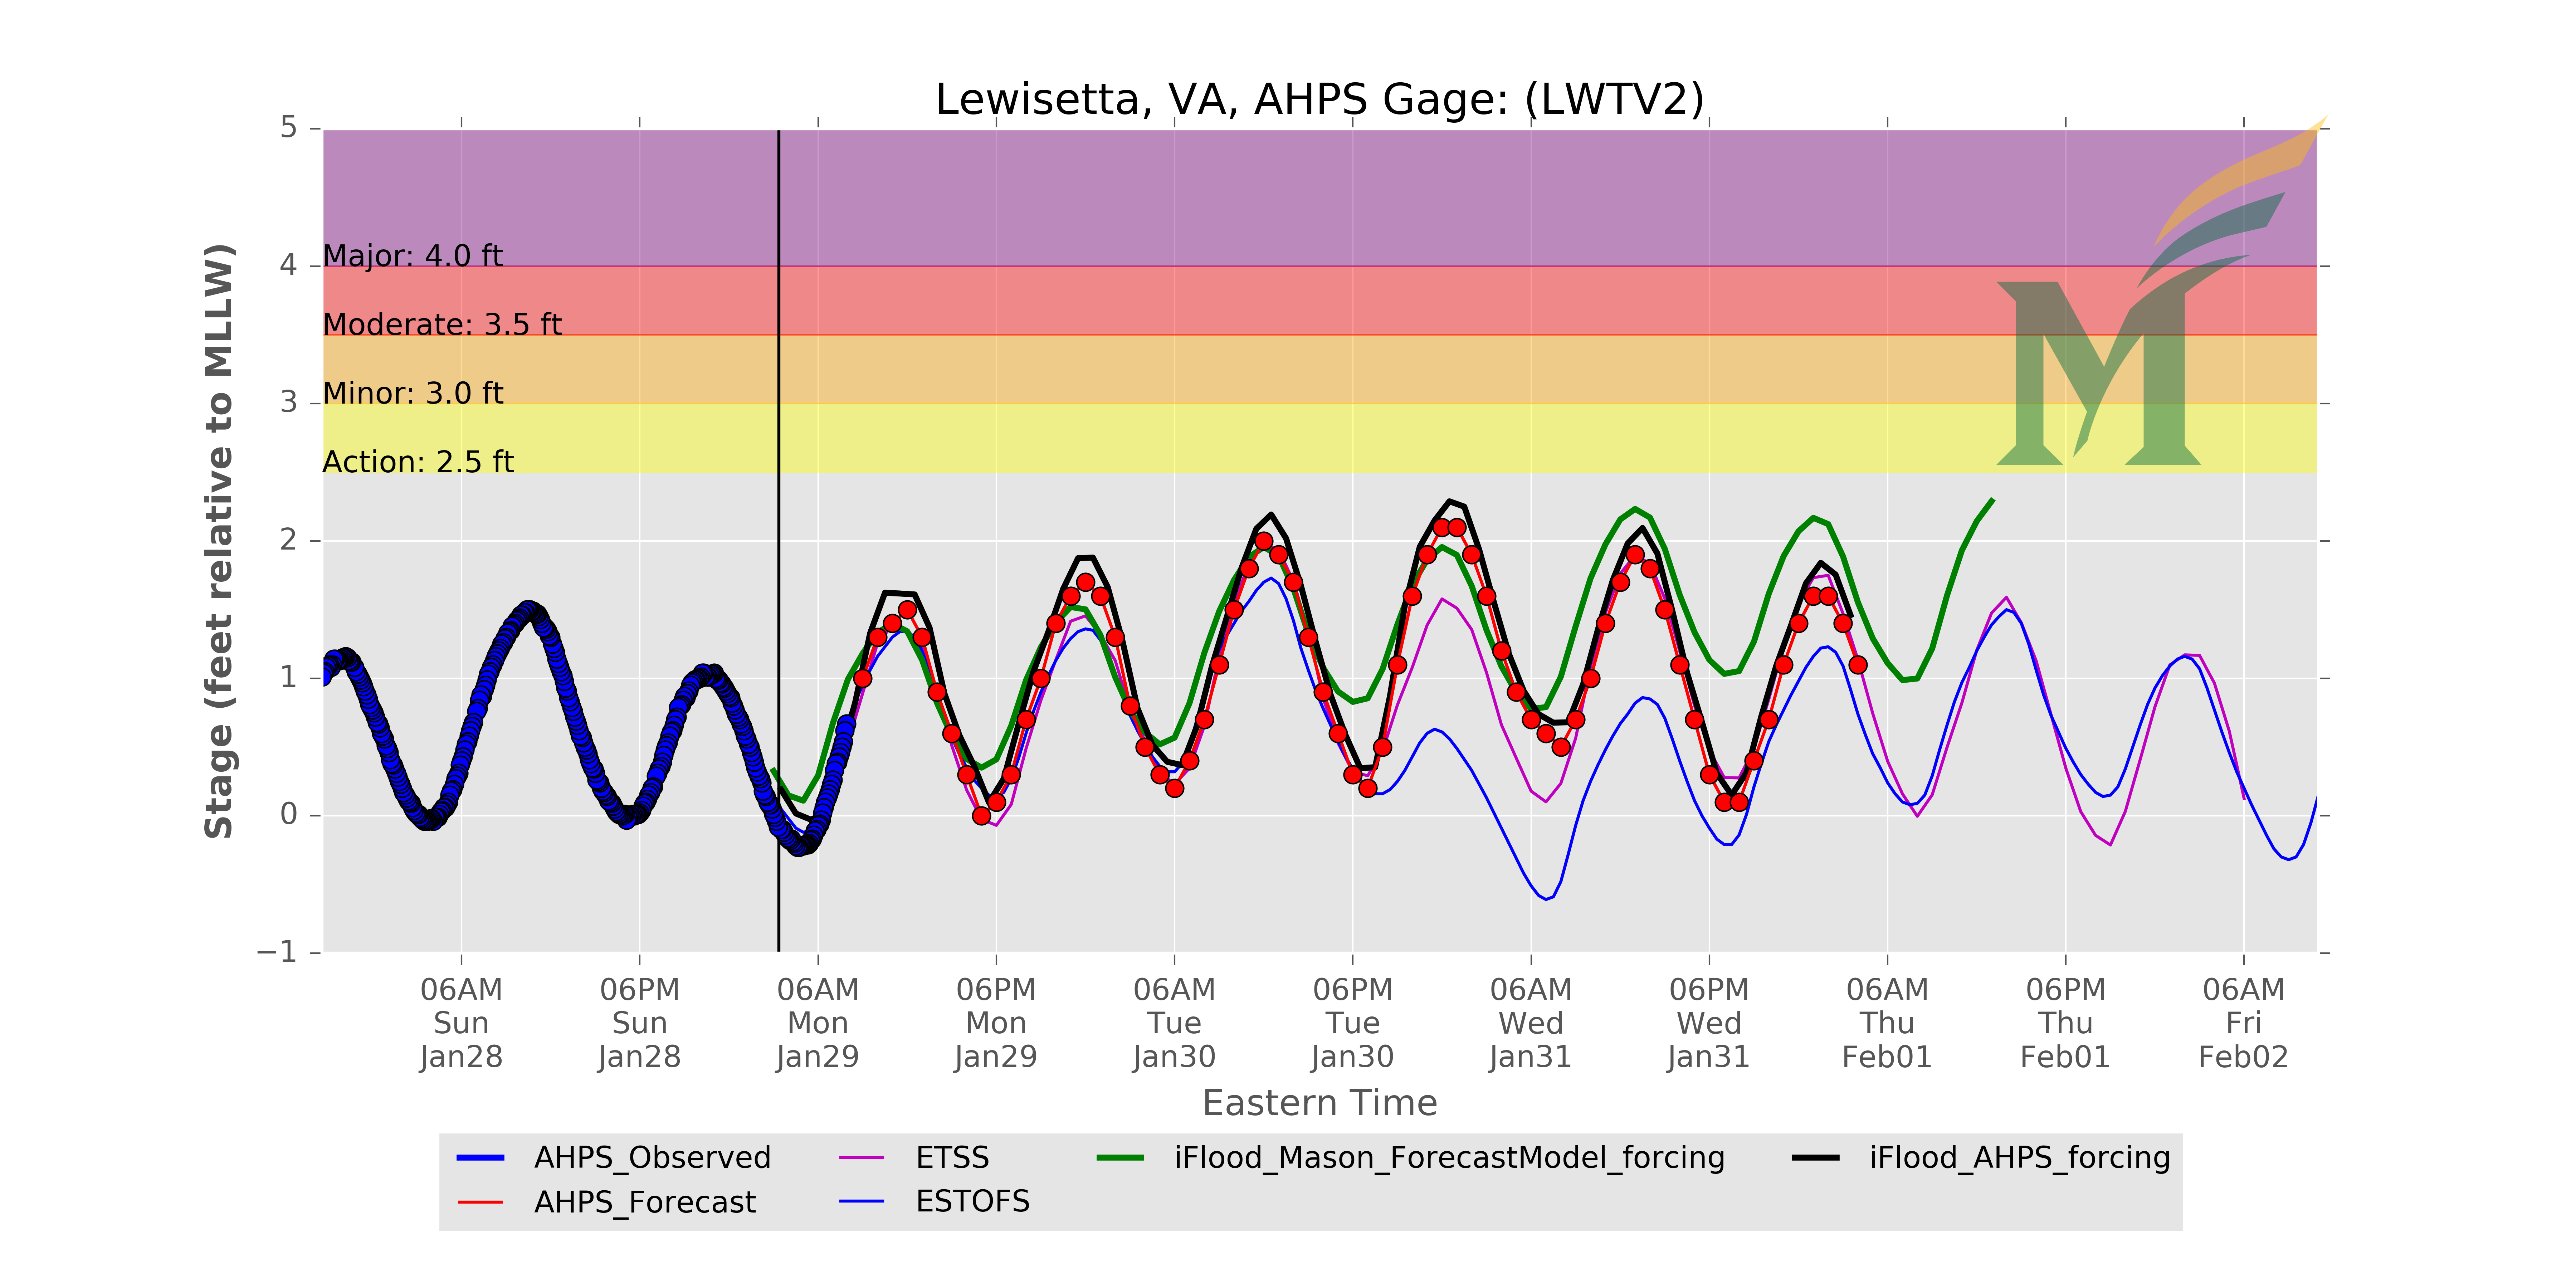 Lewisetta, VA, AHPS Gage: (LWTV2)
Stage (feet relative to MLLW)
5
4
3
2
1
0
−1
Major: 4.0 ft
Moderate: 3.5 ft
Minor: 3.0 ft
Action: 2.5 ft
M
06AM 06PM 06AM 06PM 06AM 06PM 06AM 06PM 06AM 06PM 06AM
Sun Sun Mon Mon Tue Tue Wed Wed Thu Thu Fri
Jan28 Jan28 Jan29 Jan29 Jan30 Jan30 Jan31 Jan31 Feb01 Feb01 Feb02
Eastern Time
AHPS_Observed ETSS iFlood_Mason_ForecastModel_forcing iFlood_AHPS_forcing
AHPS_Forecast ESTOFS